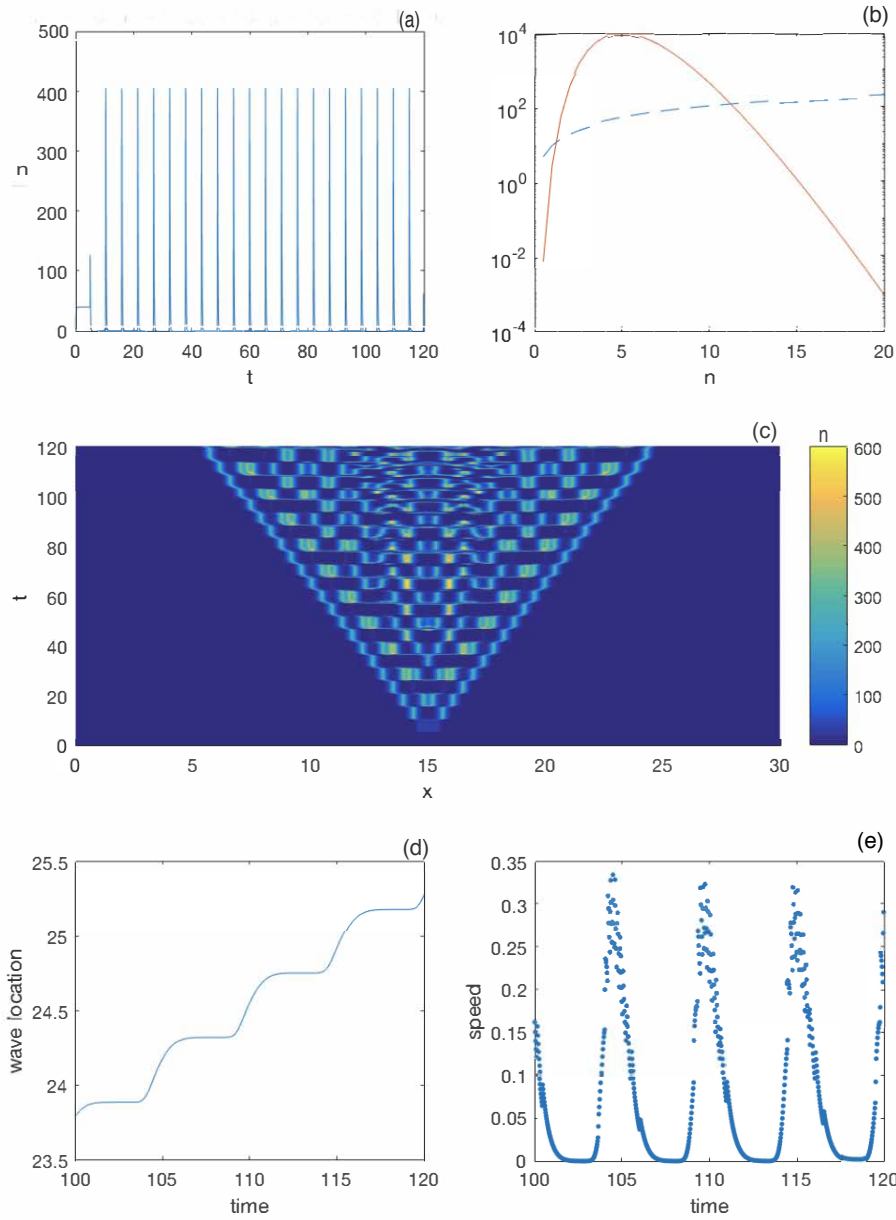 (a)
500
400
300
200
100
0
n
0 20 40 60 80 100 120
t
(b)
10^4
10^2
10^0
10^-2
10^-4
0 5 10 15 20
n
(c)
120
100
80
60
40
20
0
t
0 5 10 15 20 25 30
x
n
600
500
400
300
200
100
0
(d)
25.5
25
24.5
24
23.5
wave location
100 105 110 115 120
time
(e)
0.35
0.3
0.25
0.2
0.15
0.1
0.05
0
speed
100 105 110 115 120
time